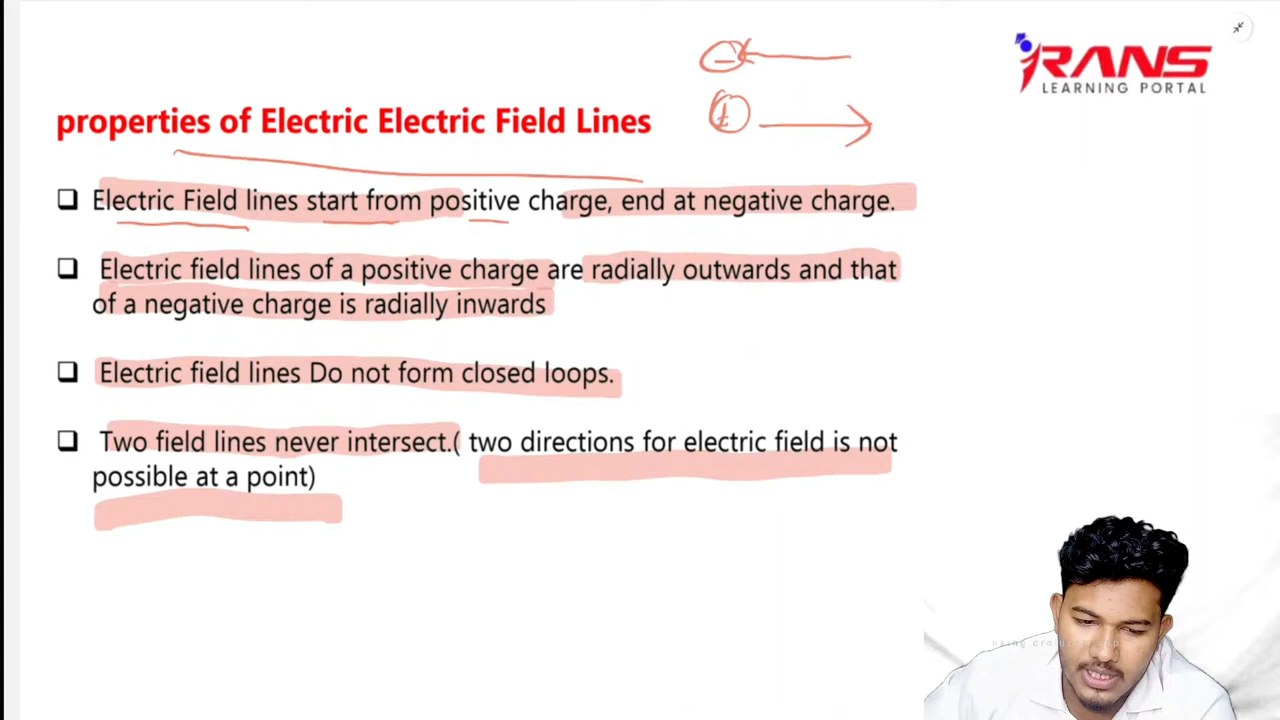 RANS
LEARNING PORTAL
properties of Electric Electric Field Lines
Electric Field lines start from positive charge, end at negative charge.
Electric field lines of a positive charge are radially outwards and that
of a negative charge is radially inwards
Electric field lines Do not form closed loops.
Two field lines never intersect.( two directions for electric field is not
possible at a point)